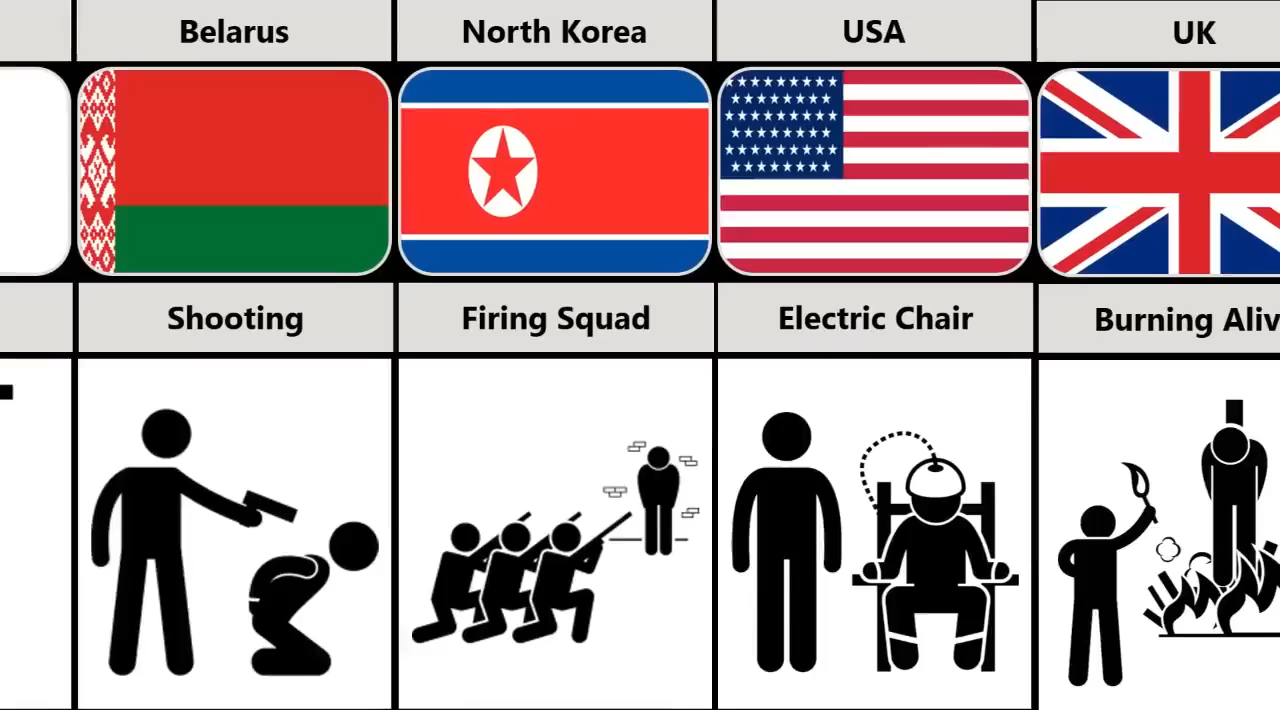 Belarus
North Korea
USA
UK
Shooting
Firing Squad
Electric Chair
Burning Aliv